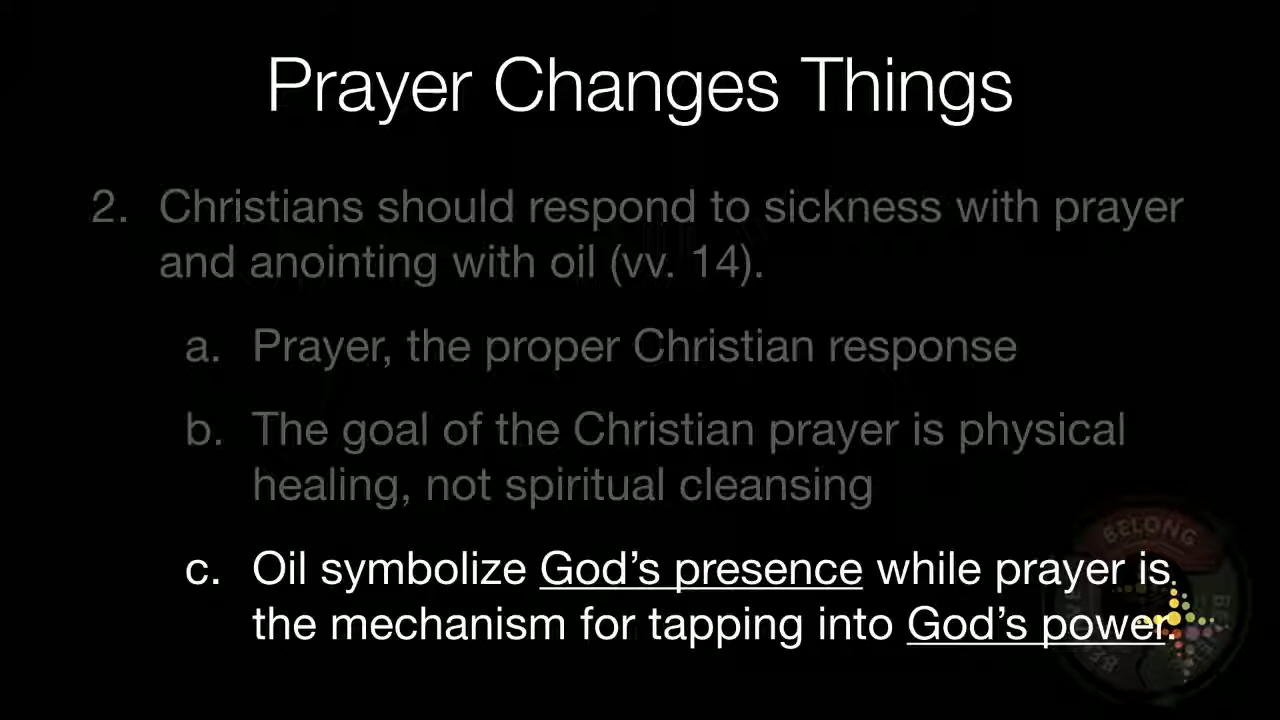 Prayer Changes Things
2. Christians should respond to sickness with prayer
and anointing with oil (vv. 14).
a. Prayer, the proper Christian response
b. The goal of the Christian prayer is physical
healing, not spiritual cleansing
c. Oil symbolize God's presence while prayer is
the mechanism for tapping into God's power.
BELONG